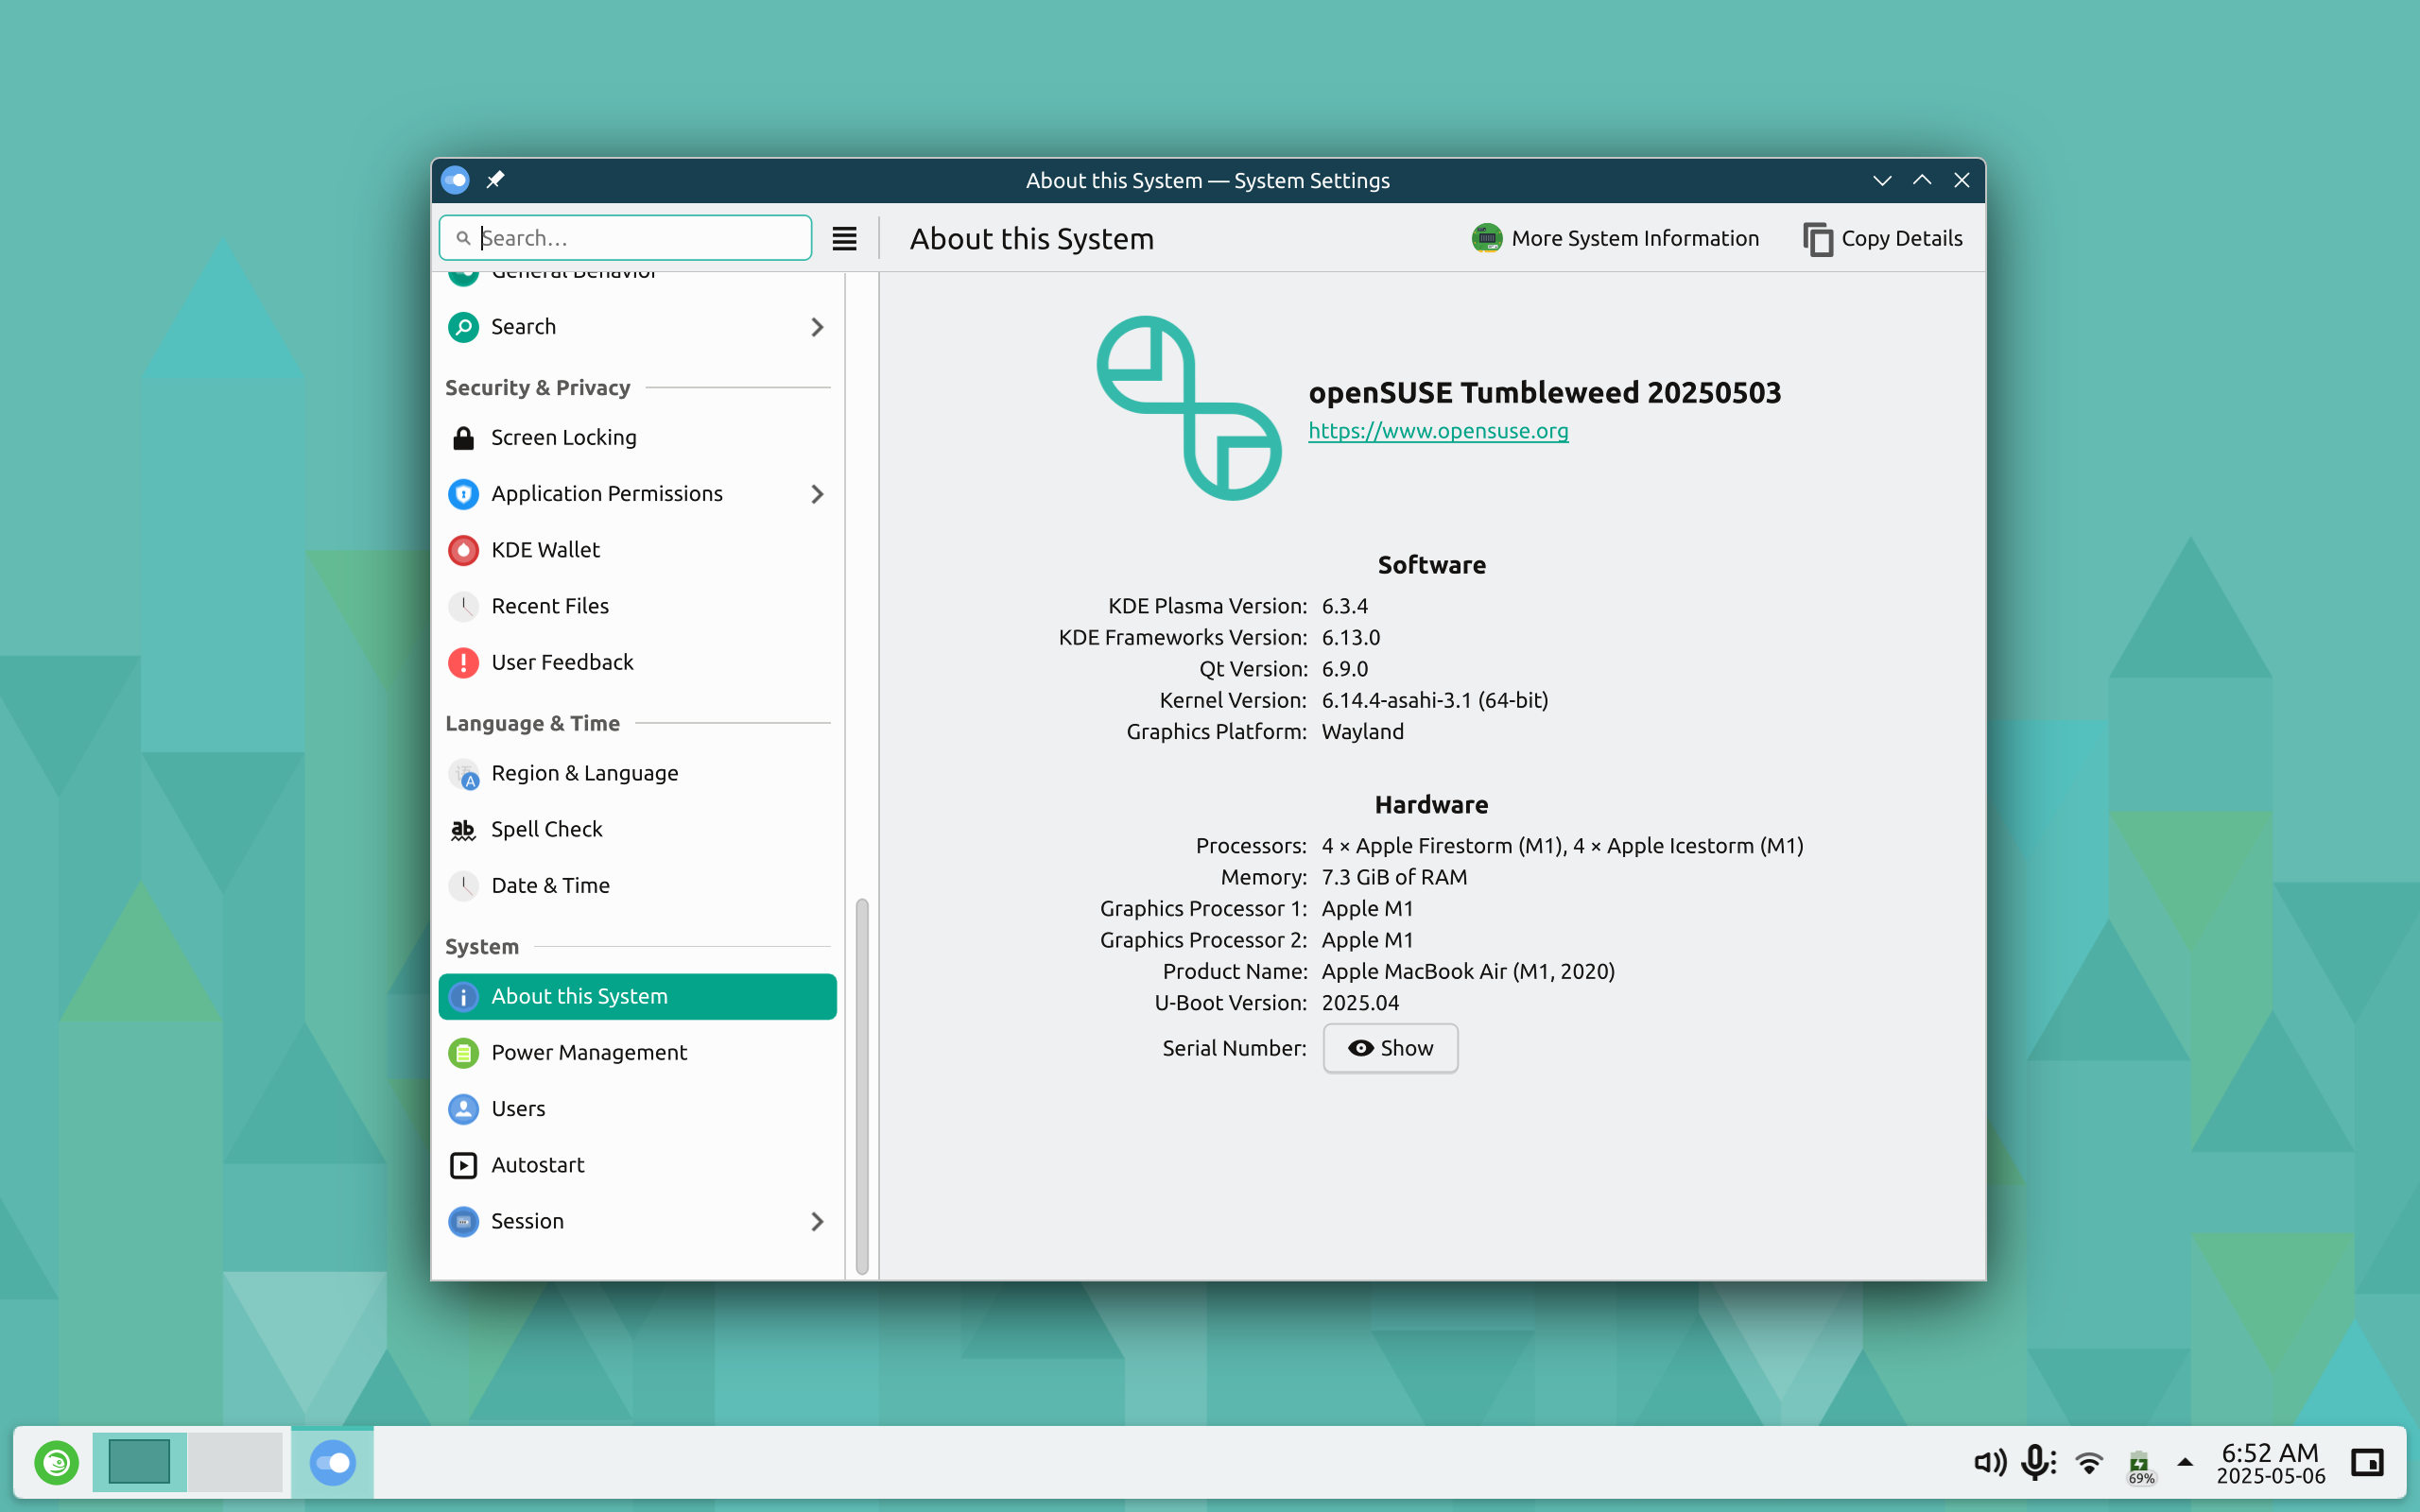 About this System — System Settings
Search...
About this System
More System Information
Copy Details
General Behavior
Search
Security & Privacy
Screen Locking
Application Permissions
KDE Wallet
Recent Files
User Feedback
Language & Time
Region & Language
Spell Check
Date & Time
System
About this System
Power Management
Users
Autostart
Session
openSUSE Tumbleweed 20250503
https://www.opensuse.org
Software
KDE Plasma Version: 6.3.4
KDE Frameworks Version: 6.13.0
Qt Version: 6.9.0
Kernel Version: 6.14.4-asahi-3.1 (64-bit)
Graphics Platform: Wayland
Hardware
Processors: 4 × Apple Firestorm (M1), 4 × Apple Icestorm (M1)
Memory: 7.3 GiB of RAM
Graphics Processor 1: Apple M1
Graphics Processor 2: Apple M1
Product Name: Apple MacBook Air (M1, 2020)
U-Boot Version: 2025.04
Serial Number: Show
69%
6:52 AM
2025-05-06